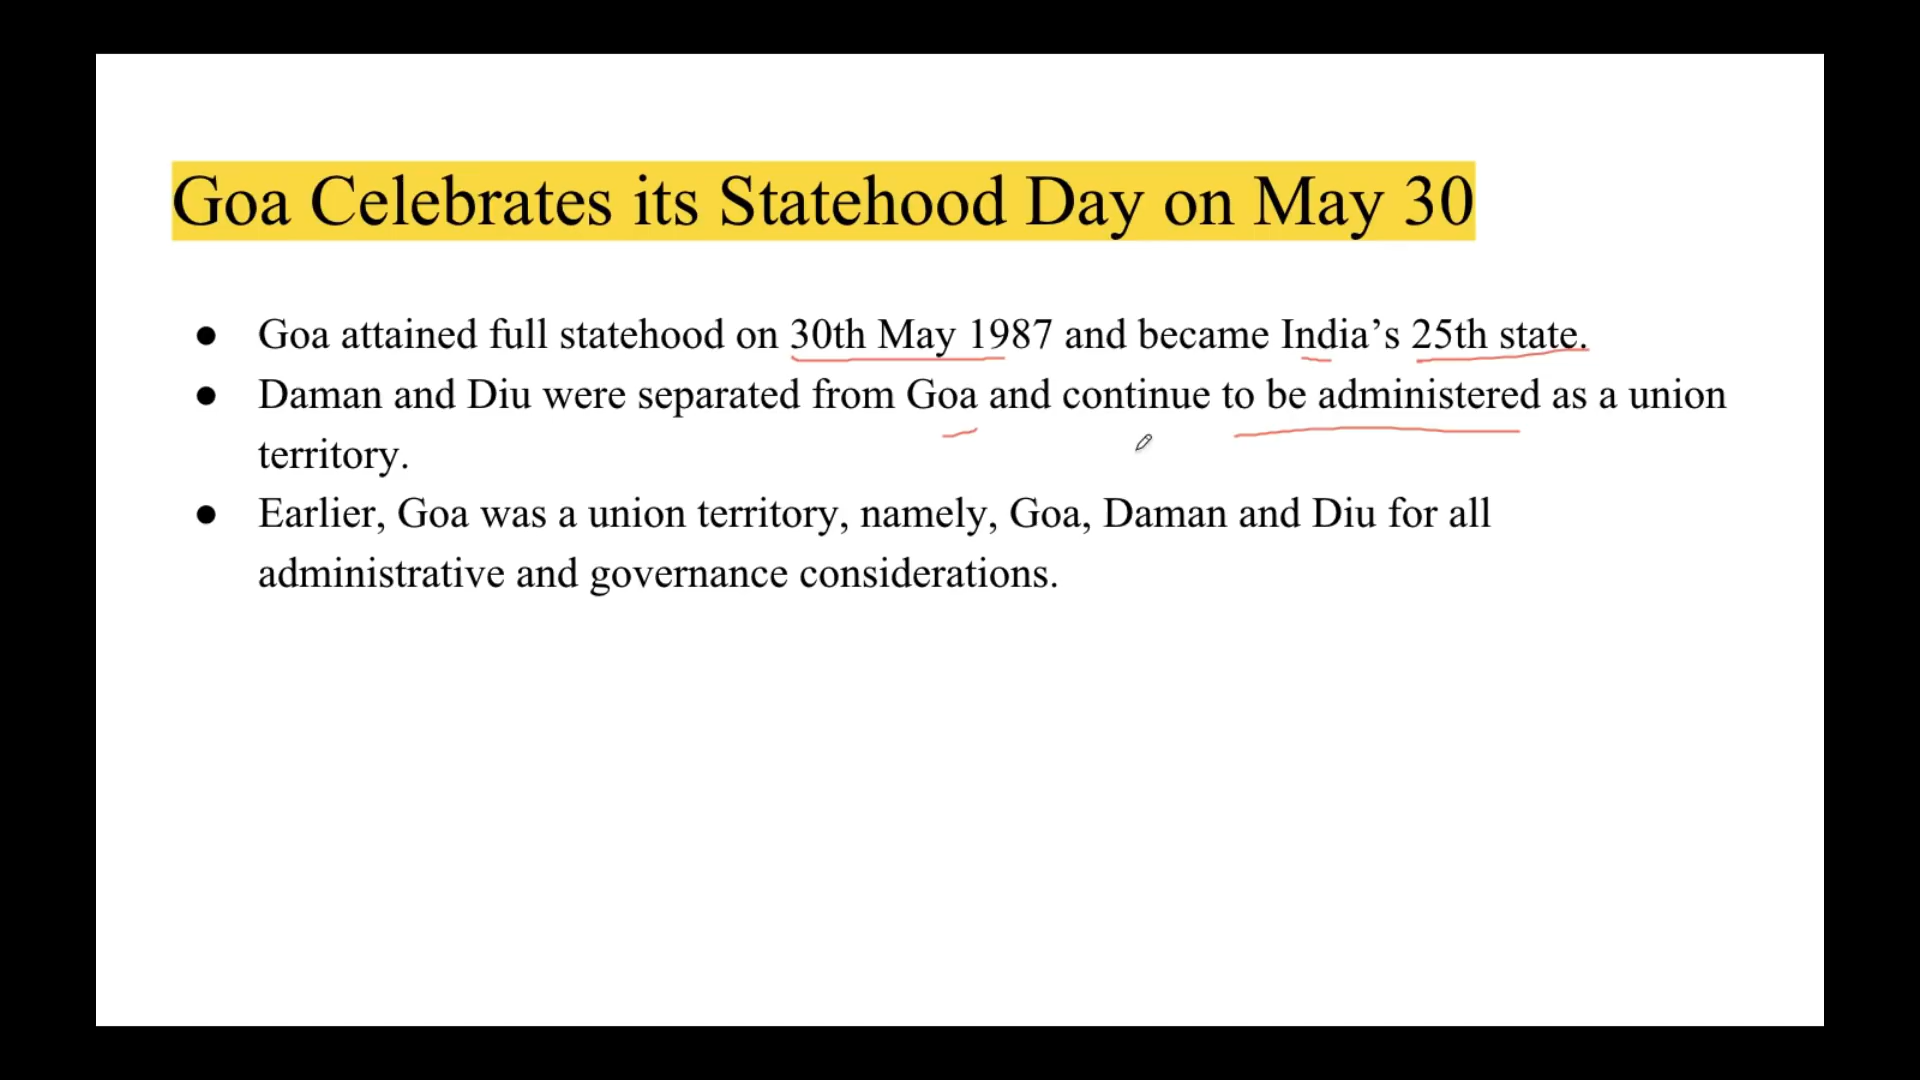 Goa Celebrates its Statehood Day on May 30
● Goa attained full statehood on 30th May 1987 and became India’s 25th state.
● Daman and Diu were separated from Goa and continue to be administered as a union
territory.
● Earlier, Goa was a union territory, namely, Goa, Daman and Diu for all
administrative and governance considerations.